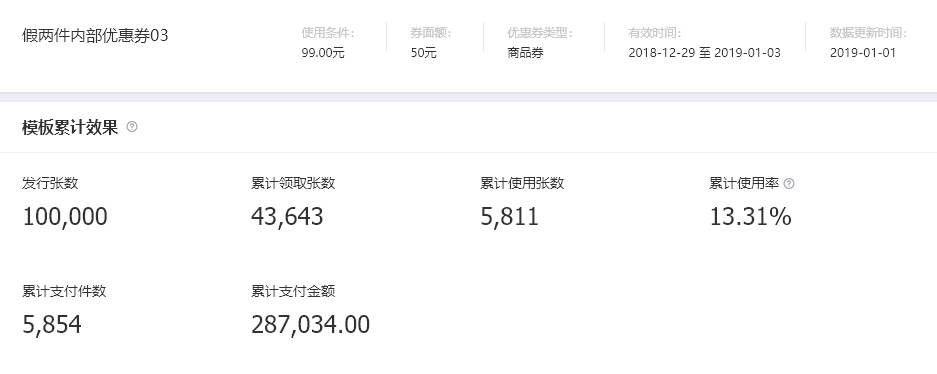 假两件内部优惠券03
使用条件: 券面额: 优惠券类型: 有效时间: 数据更新时间:
99.00元 50元 商品券 2018-12-29 至 2019-01-03 2019-01-01
模板累计效果
发行张数 累计领取张数 累计使用张数 累计使用率
100,000 43,643 5,811 13.31%
累计支付件数 累计支付金额
5,854 287,034.00